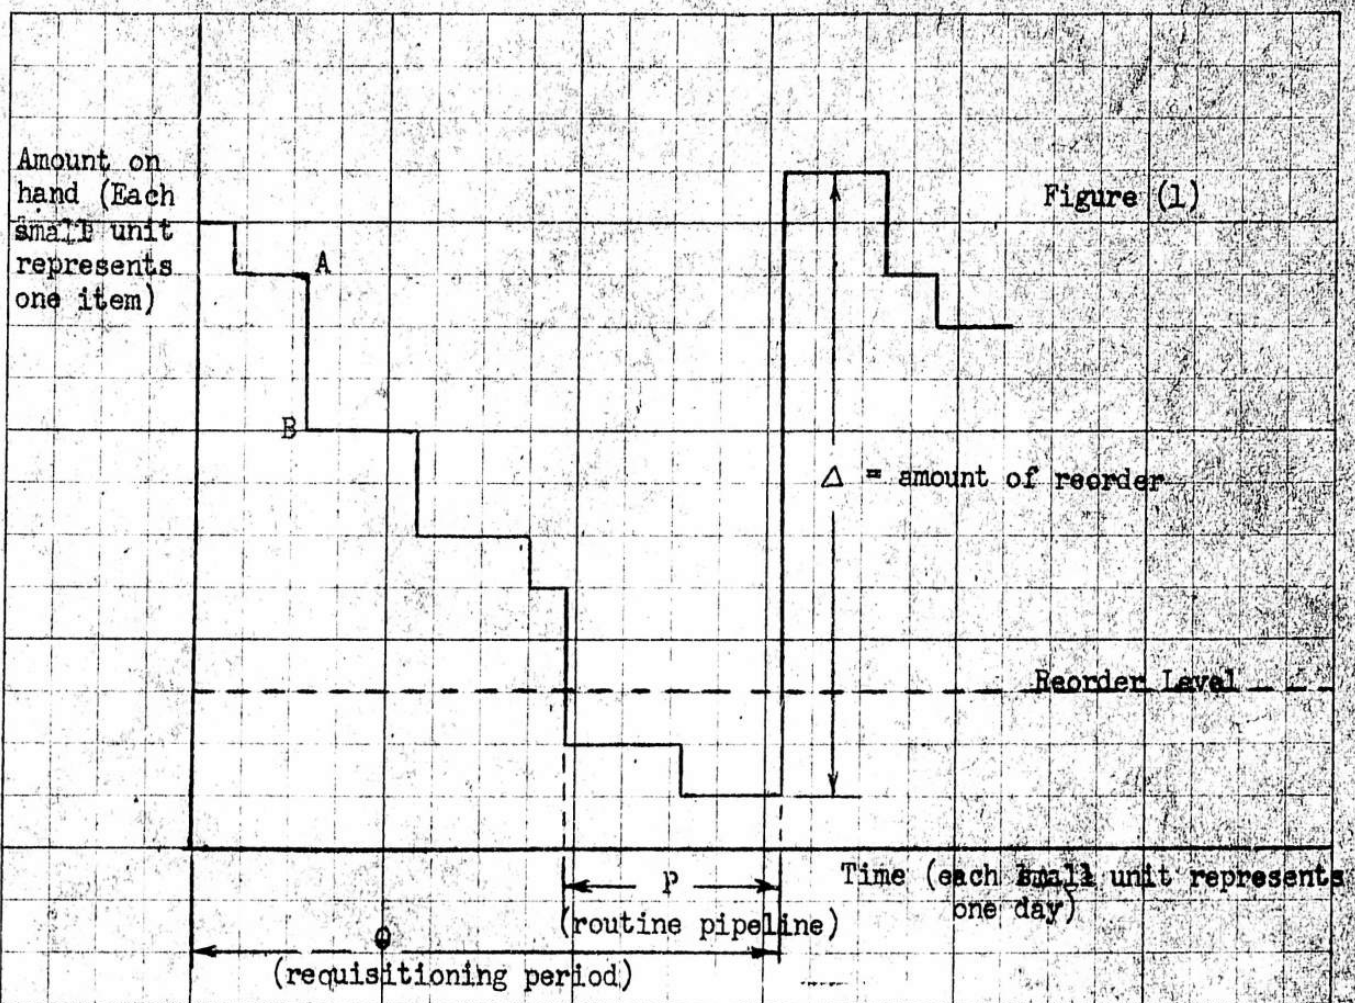 Amount on
hand (Each
small unit
represents
one item)
Figure (1)
A
B
Δ = amount of reorder
Reorder Level
P
(routine pipeline)
Time (each small unit represents
one day)
Q
(requisitioning period)